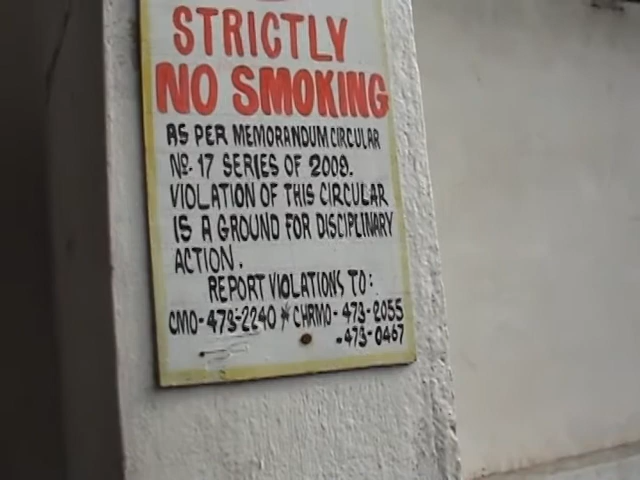 STRICTLY
NO SMOKING
AS PER MEMORANDUM CIRCULAR
No. 17 SERIES OF 2009.
VIOLATION OF THIS CIRCULAR
IS A GROUND FOR DISCIPLINARY
ACTION.
REPORT VIOLATIONS TO:
CMO-473-2240 * CHRMO-473-2055
•473-0467